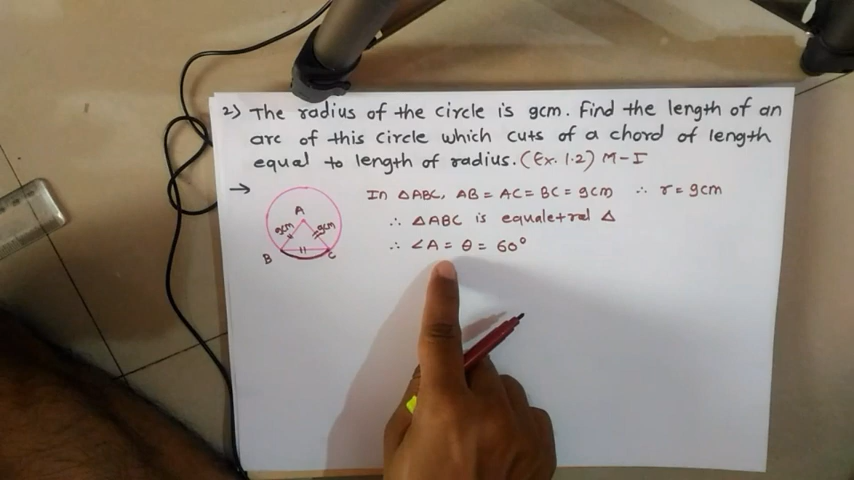 2) The radius of the circle is 9cm. Find the length of an
arc of this circle which cuts of a chord of length
equal to length of radius. (Ex. 1.2) M-I
→ In △ABC, AB = AC = BC = 9cm ∴ r = 9cm
∴ △ABC is equaletral △
∴ ∠A = θ = 60°
A
9cm 9cm
B C